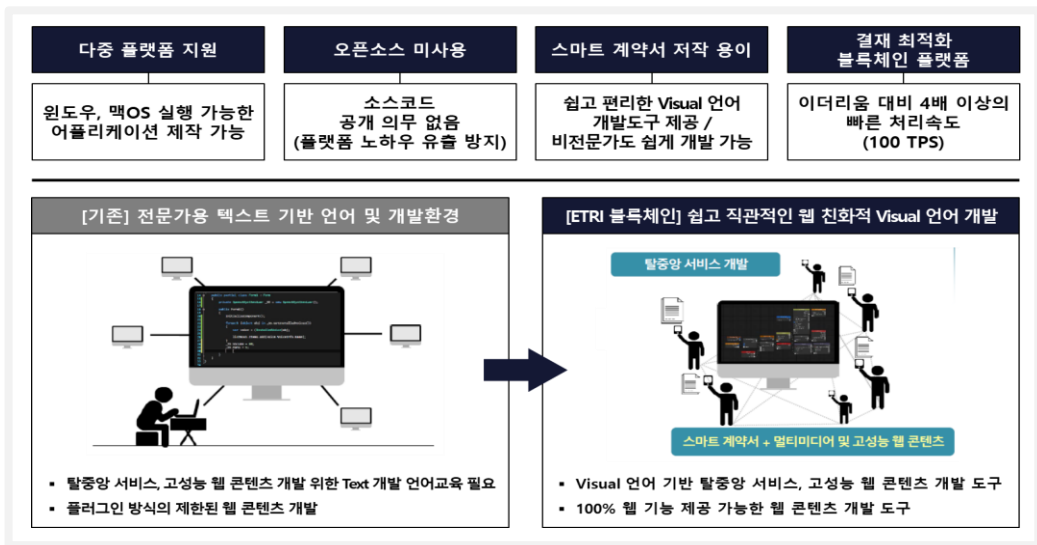 다중 플랫폼 지원
윈도우, 맥OS 실행 가능한
어플리케이션 제작 가능
오픈소스 미사용
소스코드
공개 의무 없음
(플랫폼 노하우 유출 방지)
스마트 계약서 저작 용이
쉽고 편리한 Visual 언어
개발도구 제공 /
비전문가도 쉽게 개발 가능
결재 최적화
블록체인 플랫폼
이더리움 대비 4배 이상의
빠른 처리속도
(100 TPS)
[기존] 전문가용 텍스트 기반 언어 및 개발환경
▪ 탈중앙 서비스, 고성능 웹 콘텐츠 개발 위한 Text 개발 언어교육 필요
▪ 플러그인 방식의 제한된 웹 콘텐츠 개발
[ETRI 블록체인] 쉽고 직관적인 웹 친화적 Visual 언어 개발
탈중앙 서비스 개발
스마트 계약서 + 멀티미디어 및 고성능 웹 콘텐츠
▪ Visual 언어 기반 탈중앙 서비스, 고성능 웹 콘텐츠 개발 도구
▪ 100% 웹 기능 제공 가능한 웹 콘텐츠 개발 도구